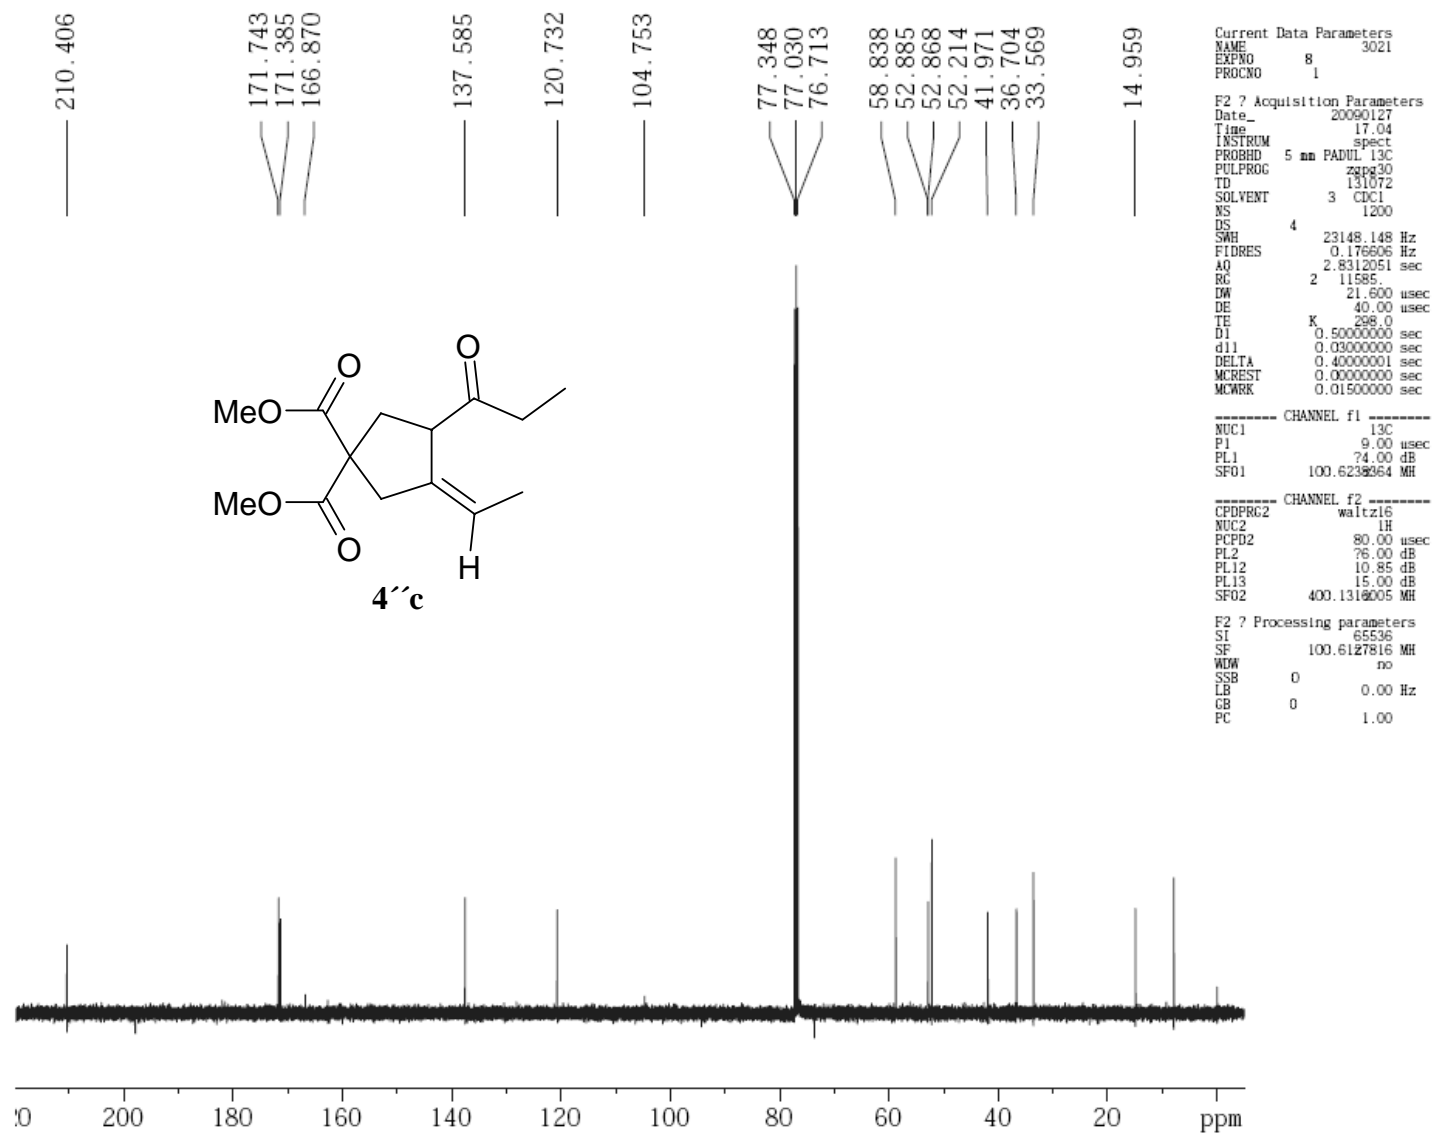 210.406
171.743
171.385
166.870
137.585
120.732
104.753
77.348
77.030
76.713
58.838
52.885
52.868
52.214
41.971
36.704
33.569
14.959
Current Data Parameters
NAME 3021
EXPNO 8
PROCNO 1
F2 ? Acquisition Parameters
Date_ 20090127
Time 17.04
INSTRUM spect
PROBHD 5 mm PADUL 13C
PULPROG zgpg30
TD 131072
SOLVENT 3 CDCl
NS 1200
DS 4
SWH 23148.148 Hz
FIDRES 0.176606 Hz
AQ 2.8312051 sec
RG 2 11585.
DW 21.600 usec
DE 40.00 usec
TE K 298.0
D1 0.50000000 sec
d11 0.03000000 sec
DELTA 0.40000001 sec
MCREST 0.00000000 sec
MCWRK 0.01500000 sec
======== CHANNEL f1 ========
NUC1 13C
P1 9.00 usec
PL1 ?4.00 dB
SFO1 MH
======== CHANNEL f2 ========
CPDPRG2 waltz16
NUC2 1H
PCPD2 80.00 usec
PL2 ?6.00 dB
PL12 10.85 dB
PL13 15.00 dB
SFO2 MH
F2 ? Processing parameters
SI 65536
SF MH
WDW no
SSB 0
LB 0.00 Hz
GB 0
PC 1.00
O
O
MeO
MeO
O
H
4´´c
20 200 180 160 140 120 100 80 60 40 20 ppm